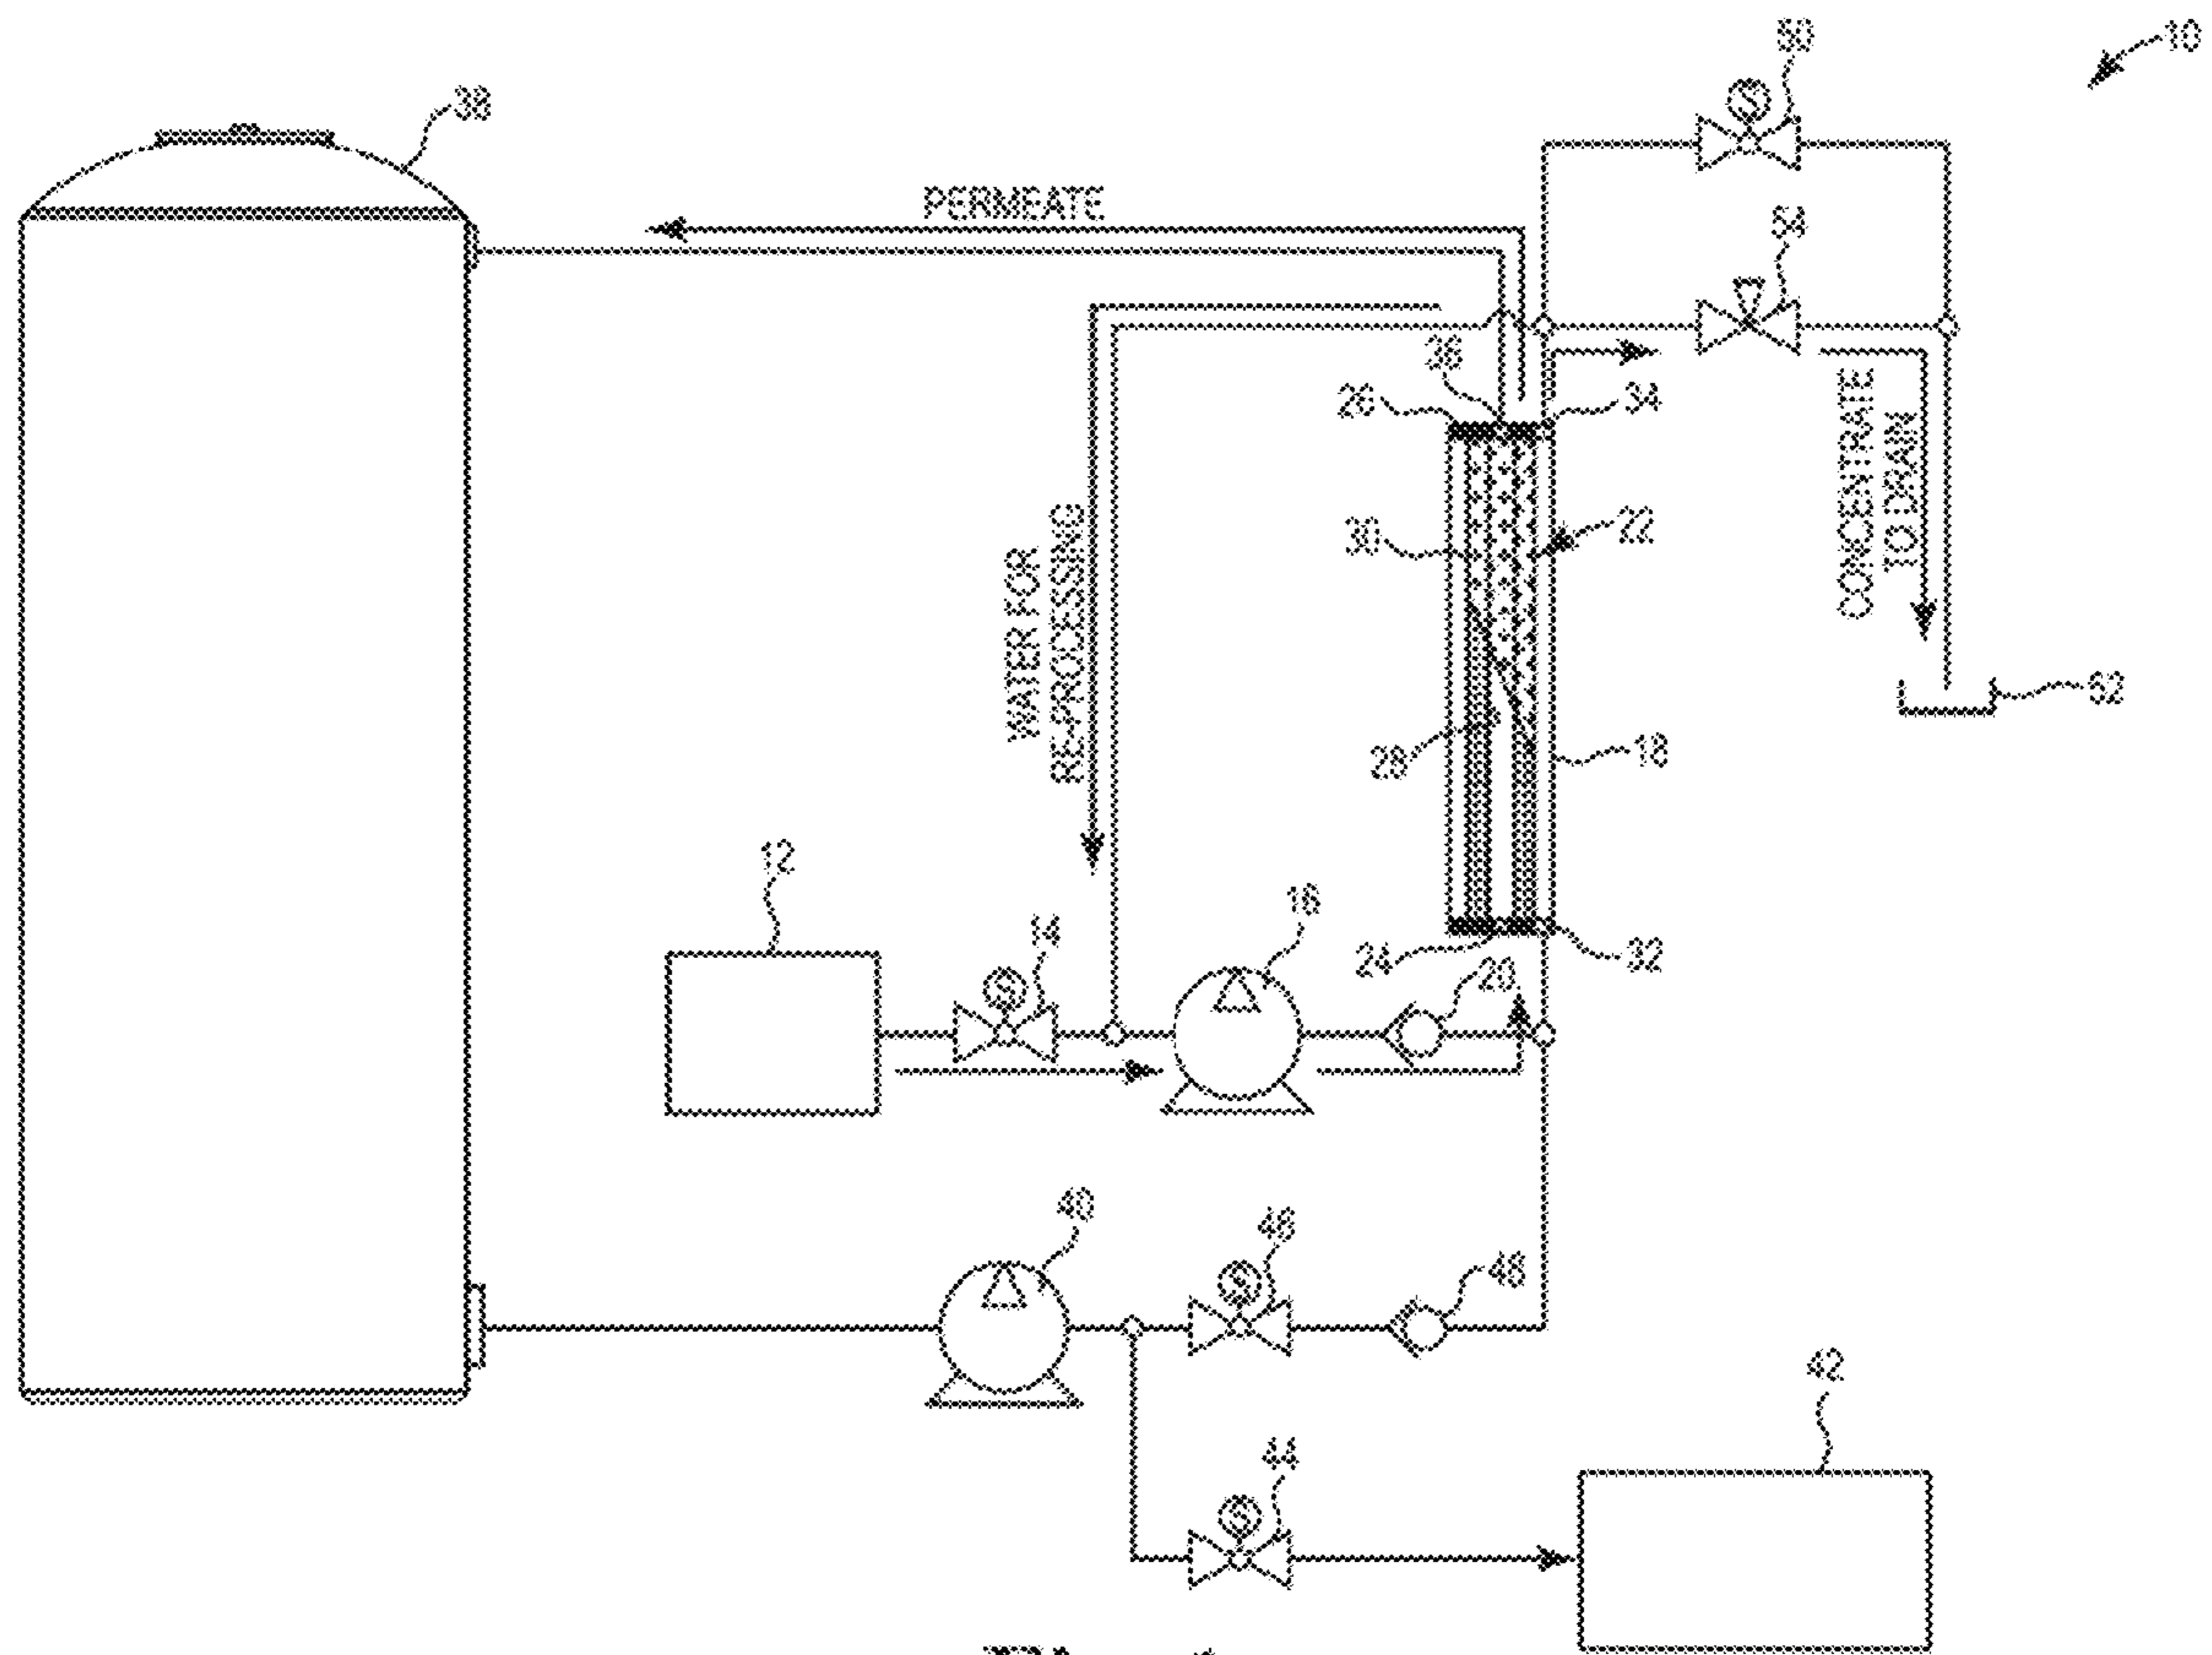 50
10
38
PERMEATE
54
36
26
34
CONCENTRATE
TO DRAIN
30
22
WATER FOR
RE-PROCESSING
52
28
18
12
16
14
24
20
32
S
S
40
46
48
S
42
44
S